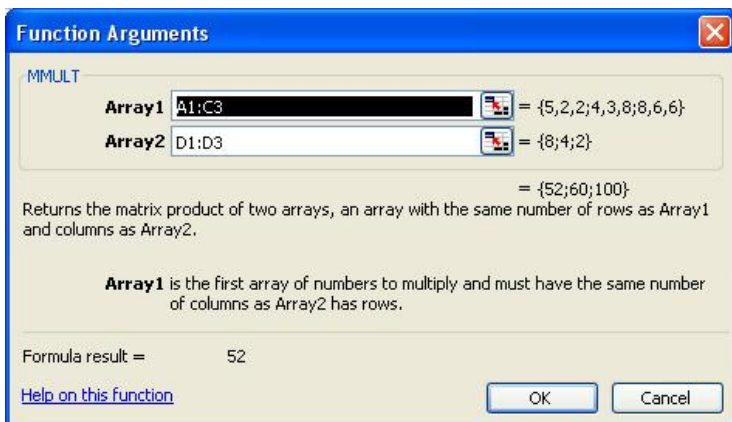 Function Arguments
MMULT
Array1 A1:C3 = {5,2,2;4,3,8;8,6,6}
Array2 D1:D3 = {8;4;2}
= {52;60;100}
Returns the matrix product of two arrays, an array with the same number of rows as Array1
and columns as Array2.
Array1 is the first array of numbers to multiply and must have the same number
of columns as Array2 has rows.
Formula result = 52
Help on this function OK Cancel